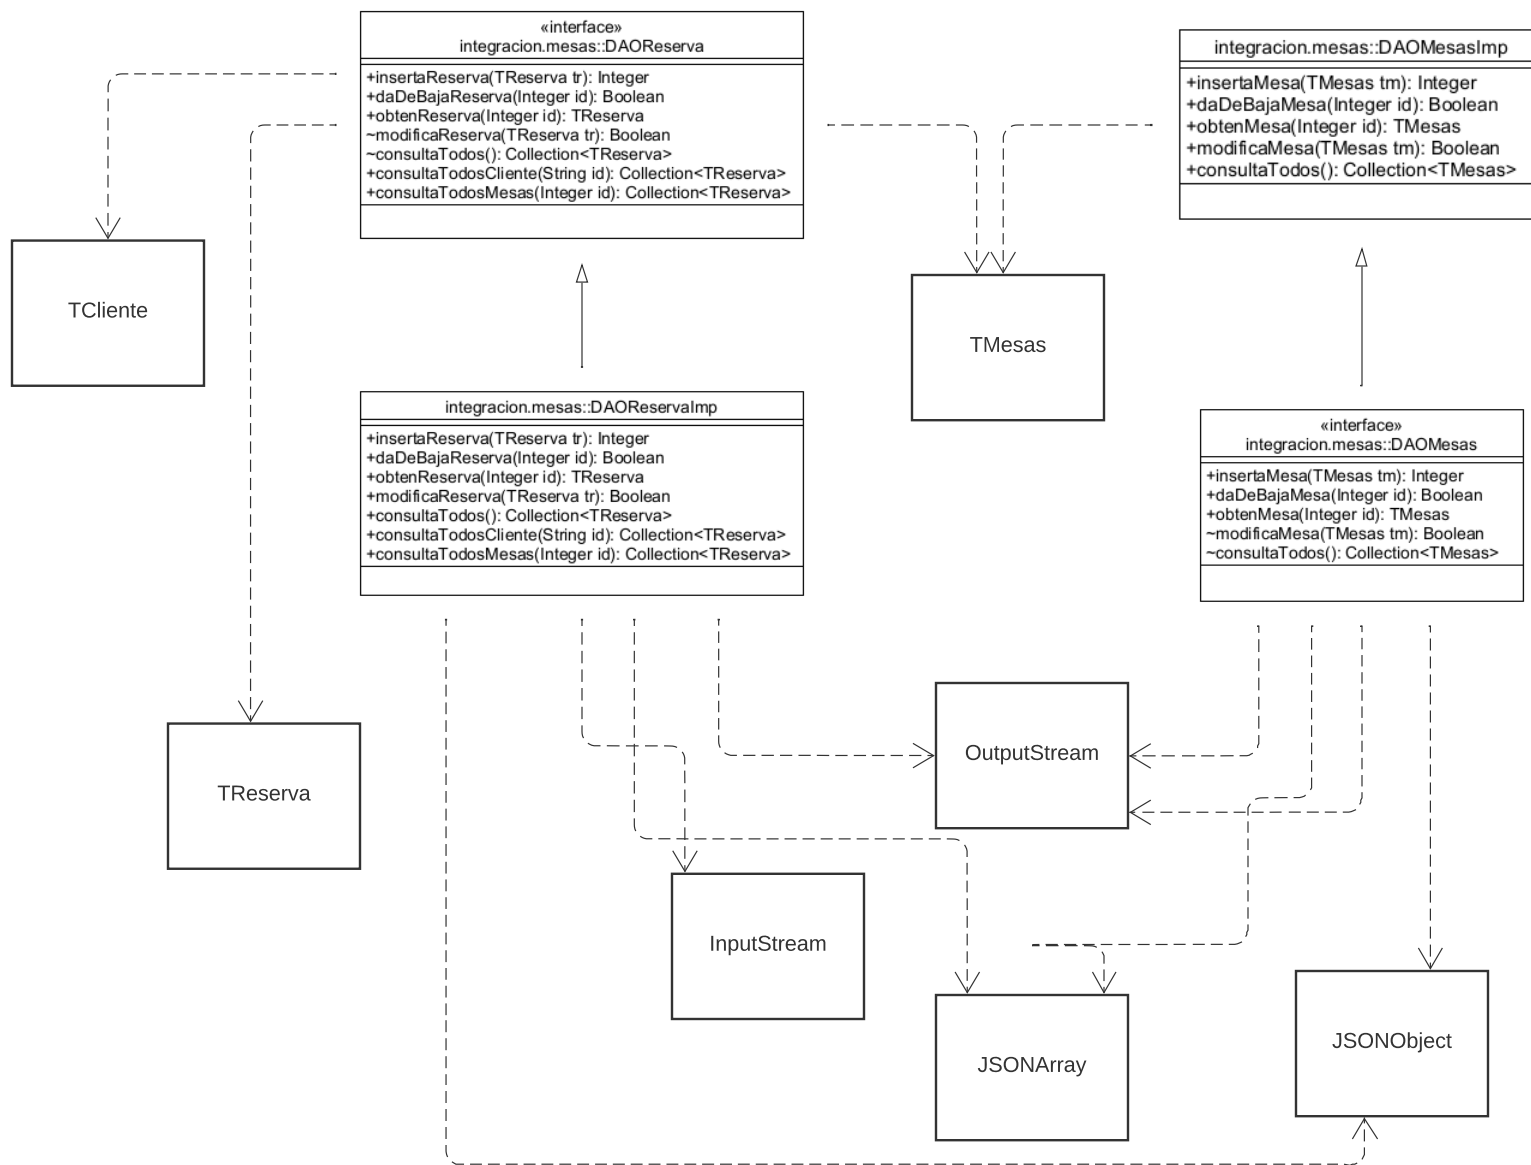 «interface»
integracion.mesas::DAOReserva
+insertaReserva(TReserva tr): Integer
+daDeBajaReserva(Integer id): Boolean
+obtenReserva(Integer id): TReserva
~modificaReserva(TReserva tr): Boolean
~consultaTodos(): Collection<TReserva>
+consultaTodosCliente(String id): Collection<TReserva>
+consultaTodosMesas(Integer id): Collection<TReserva>
integracion.mesas::DAOMesasImp
+insertaMesa(TMesas tm): Integer
+daDeBajaMesa(Integer id): Boolean
+obtenMesa(Integer id): TMesas
+modificaMesa(TMesas tm): Boolean
+consultaTodos(): Collection<TMesas>
TCliente
TMesas
integracion.mesas::DAOReservaImp
+insertaReserva(TReserva tr): Integer
+daDeBajaReserva(Integer id): Boolean
+obtenReserva(Integer id): TReserva
+modificaReserva(TReserva tr): Boolean
+consultaTodos(): Collection<TReserva>
+consultaTodosCliente(String id): Collection<TReserva>
+consultaTodosMesas(Integer id): Collection<TReserva>
«interface»
integracion.mesas::DAOMesas
+insertaMesa(TMesas tm): Integer
+daDeBajaMesa(Integer id): Boolean
+obtenMesa(Integer id): TMesas
~modificaMesa(TMesas tm): Boolean
~consultaTodos(): Collection<TMesas>
TReserva
OutputStream
InputStream
JSONArray
JSONObject